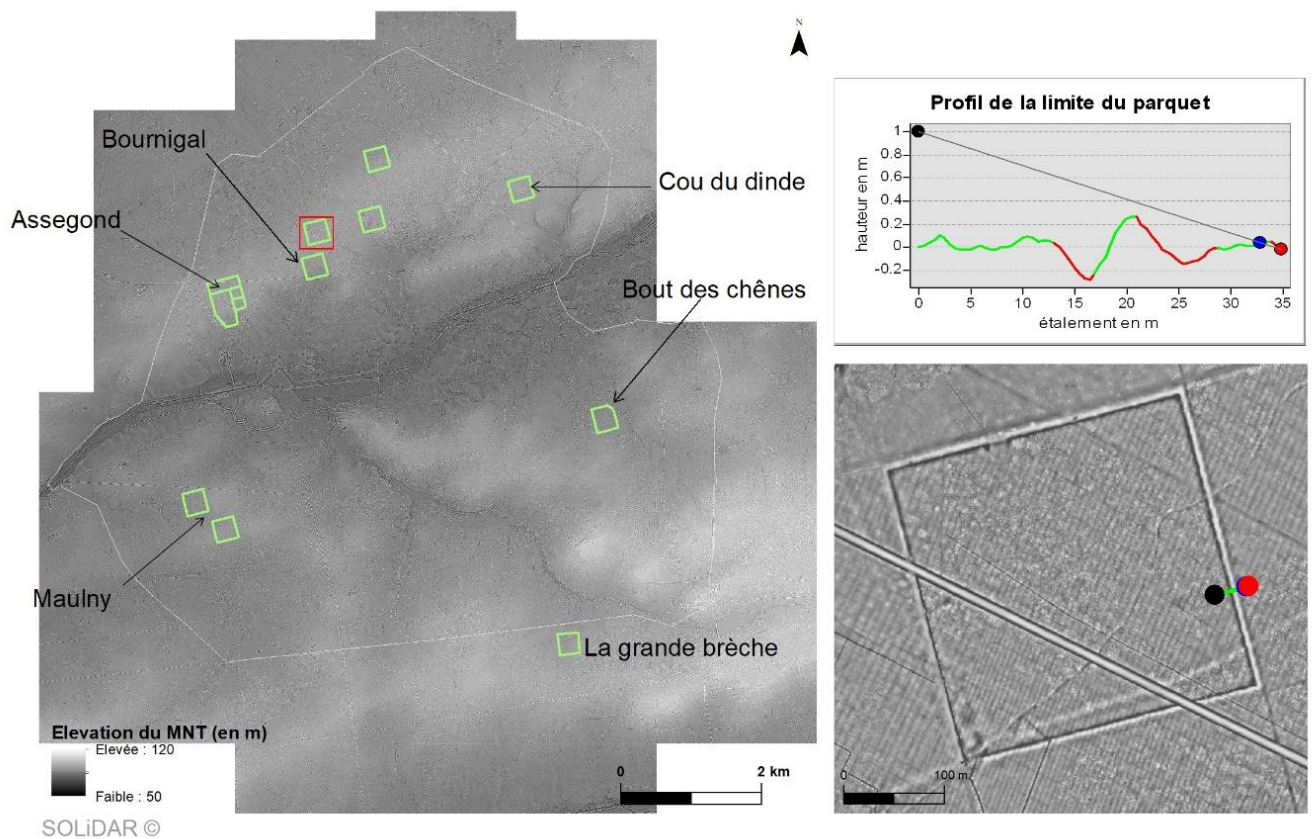 N
Bournigal
Assegond
Cou du dinde
Bout des chênes
Maulny
La grande brèche
Elevation du MNT (en m)
Elevée : 120
Faible : 50
0 2 km
SOLiDAR ©
Profil de la limite du parquet
hauteur en m
1
0.8
0.6
0.4
0.2
0
-0.2
0 5 10 15 20 25 30 35
étalement en m
0 100 m